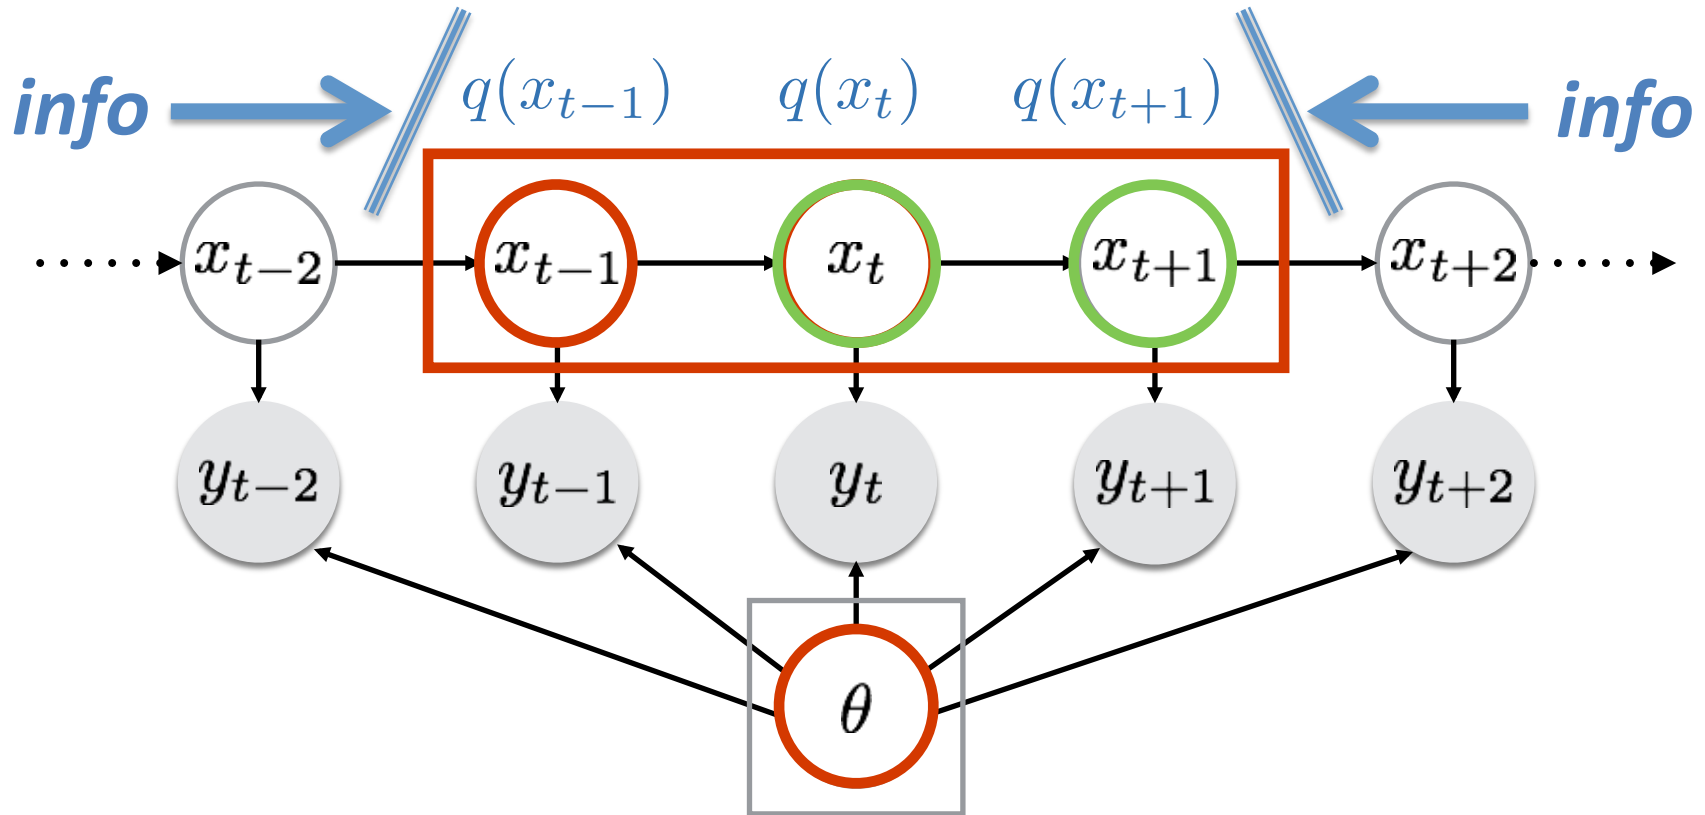 info q(x_{t−1}) q(x_t) q(x_{t+1}) info
x_{t−2} x_{t−1} x_t x_{t+1} x_{t+2}
y_{t−2} y_{t−1} y_t y_{t+1} y_{t+2}
θ